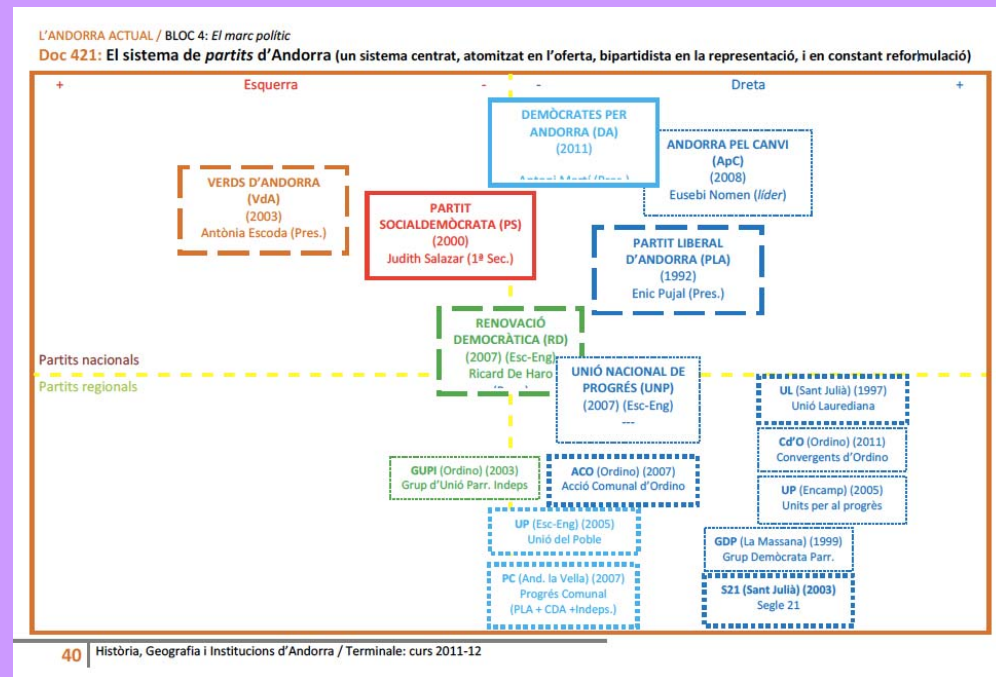 L'ANDORRA ACTUAL / BLOC 4: El marc polític
Doc 421: El sistema de partits d'Andorra (un sistema centrat, atomitzat en l'oferta, bipartidista en la representació, i en constant reformulació)
+ Esquerra - - Dreta +
DEMÒCRATES PER
ANDORRA (DA)
(2011)
Antoni Martí (Pres.)
ANDORRA PEL CANVI
(ApC)
(2008)
Eusebi Nomen (líder)
VERDS D'ANDORRA
(VdA)
(2003)
Antònia Escoda (Pres.)
PARTIT
SOCIALDEMÒCRATA (PS)
(2000)
Judith Salazar (1ª Sec.)
PARTIT LIBERAL
D'ANDORRA (PLA)
(1992)
Enic Pujal (Pres.)
RENOVACIÓ
DEMOCRÀTICA (RD)
(2007) (Esc-Eng)
Ricard De Haro
Partits nacionals
Partits regionals
UNIÓ NACIONAL DE
PROGRÉS (UNP)
(2007) (Esc-Eng)
---
UL (Sant Julià) (1997)
Unió Laurediana
Cd'O (Ordino) (2011)
Convergents d'Ordino
GUPI (Ordino) (2003)
Grup d'Unió Parr. Indeps
ACO (Ordino) (2007)
Acció Comunal d'Ordino
UP (Encamp) (2005)
Units per al progrès
UP (Esc-Eng) (2005)
Unió del Poble
GDP (La Massana) (1999)
Grup Demòcrata Parr.
PC (And. la Vella) (2007)
Progrés Comunal
(PLA + CDA +Indeps.)
S21 (Sant Julià) (2003)
Segle 21
40 Història, Geografia i Institucions d'Andorra / Terminale: curs 2011-12